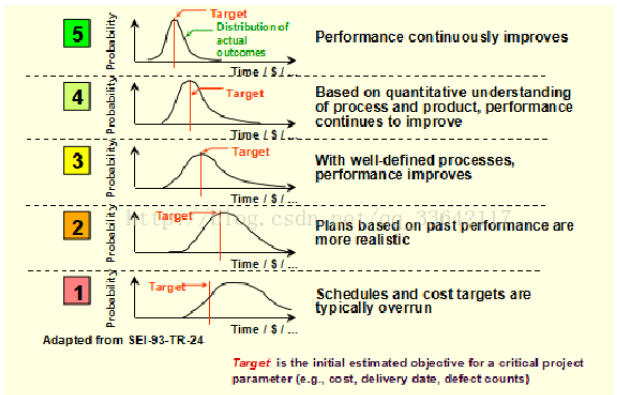 5
Probability
Target
Distribution of
actual
outcomes
Time / $ / ...
Performance continuously improves
4
Probability
Target
Time / $ / ...
Based on quantitative understanding
of process and product, performance
continues to improve
3
Probability
Target
Time / $ / ...
With well-defined processes,
performance improves
http://blog.csdn.net/qq_33642117
2
Probability
Target
Time / $ / ...
Plans based on past performance are
more realistic
1
Probability
Target
Time / $ / ...
Schedules and cost targets are
typically overrun
Adapted from SEI-93-TR-24
Target is the initial estimated objective for a critical project
parameter (e.g., cost, delivery date, defect counts)